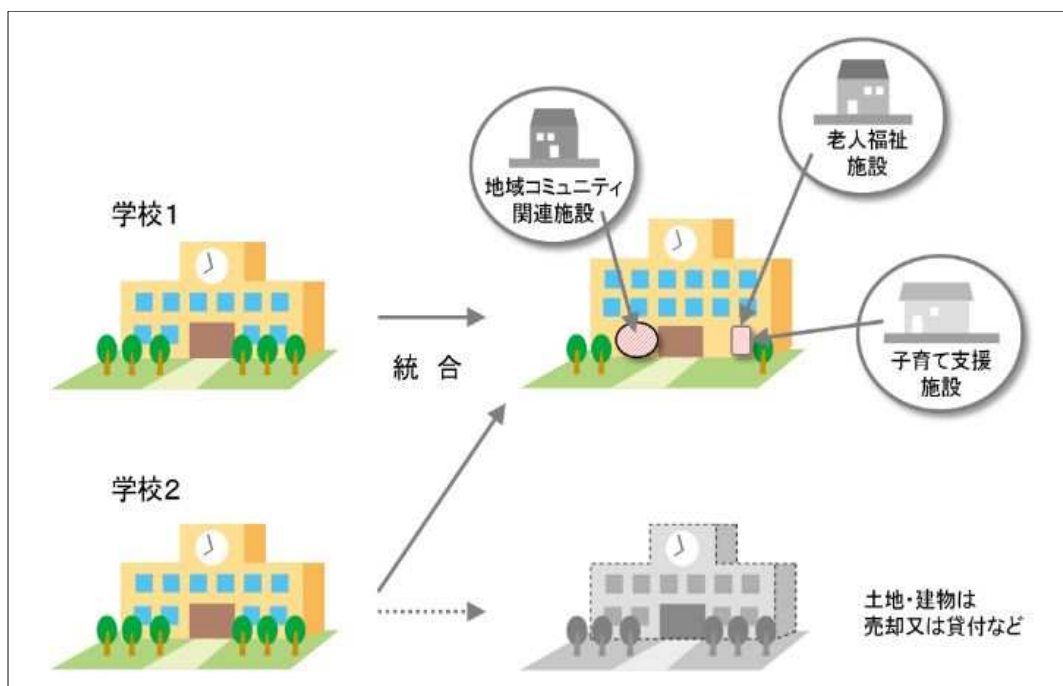 学校1
統 合
学校2
地域コミュニティ
関連施設
老人福祉
施設
子育て支援
施設
土地・建物は
売却又は貸付など